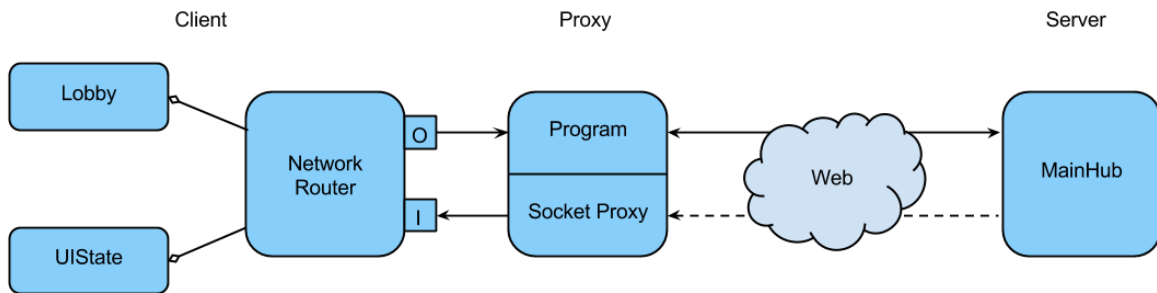 Client
Proxy
Server
Lobby
UIState
Network
Router
O
I
Program
Socket Proxy
Web
MainHub